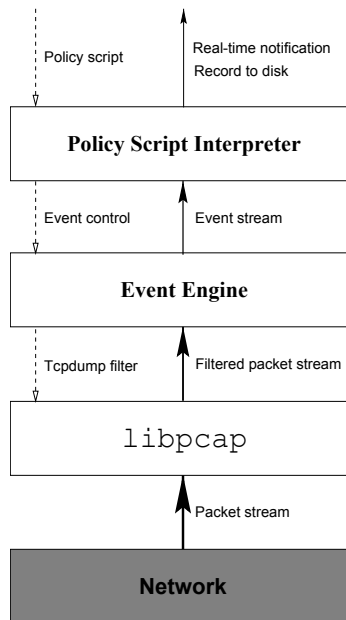 Real-time notification
Policy script
Record to disk
Policy Script Interpreter
Event control
Event stream
Event Engine
Tcpdump filter
Filtered packet stream
libpcap
Packet stream
Network